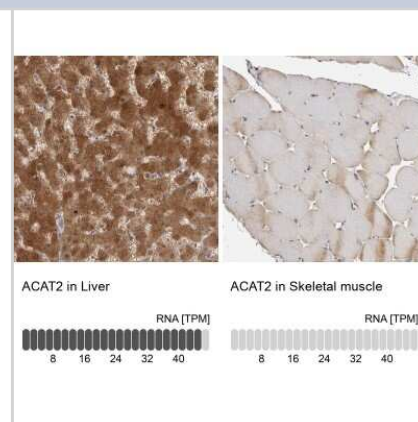 ACAT2 in Liver
ACAT2 in Skeletal muscle
RNA [TPM]
RNA [TPM]
8 16 24 32 40
8 16 24 32 40